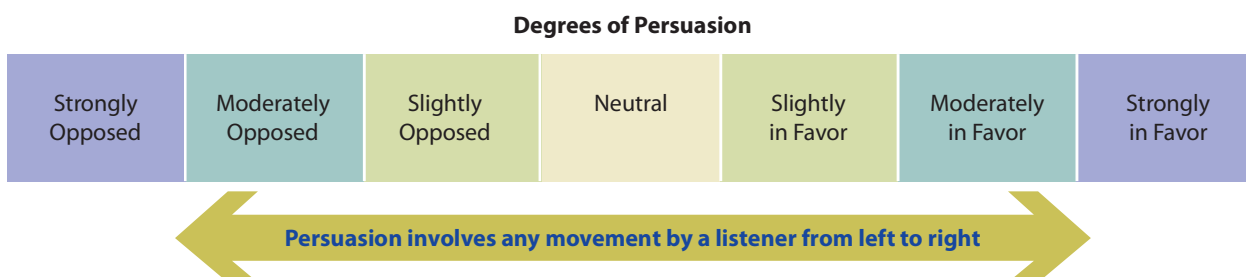 Degrees of Persuasion
Strongly
Opposed
Moderately
Opposed
Slightly
Opposed
Neutral
Slightly
in Favor
Moderately
in Favor
Strongly
in Favor
Persuasion involves any movement by a listener from left to right